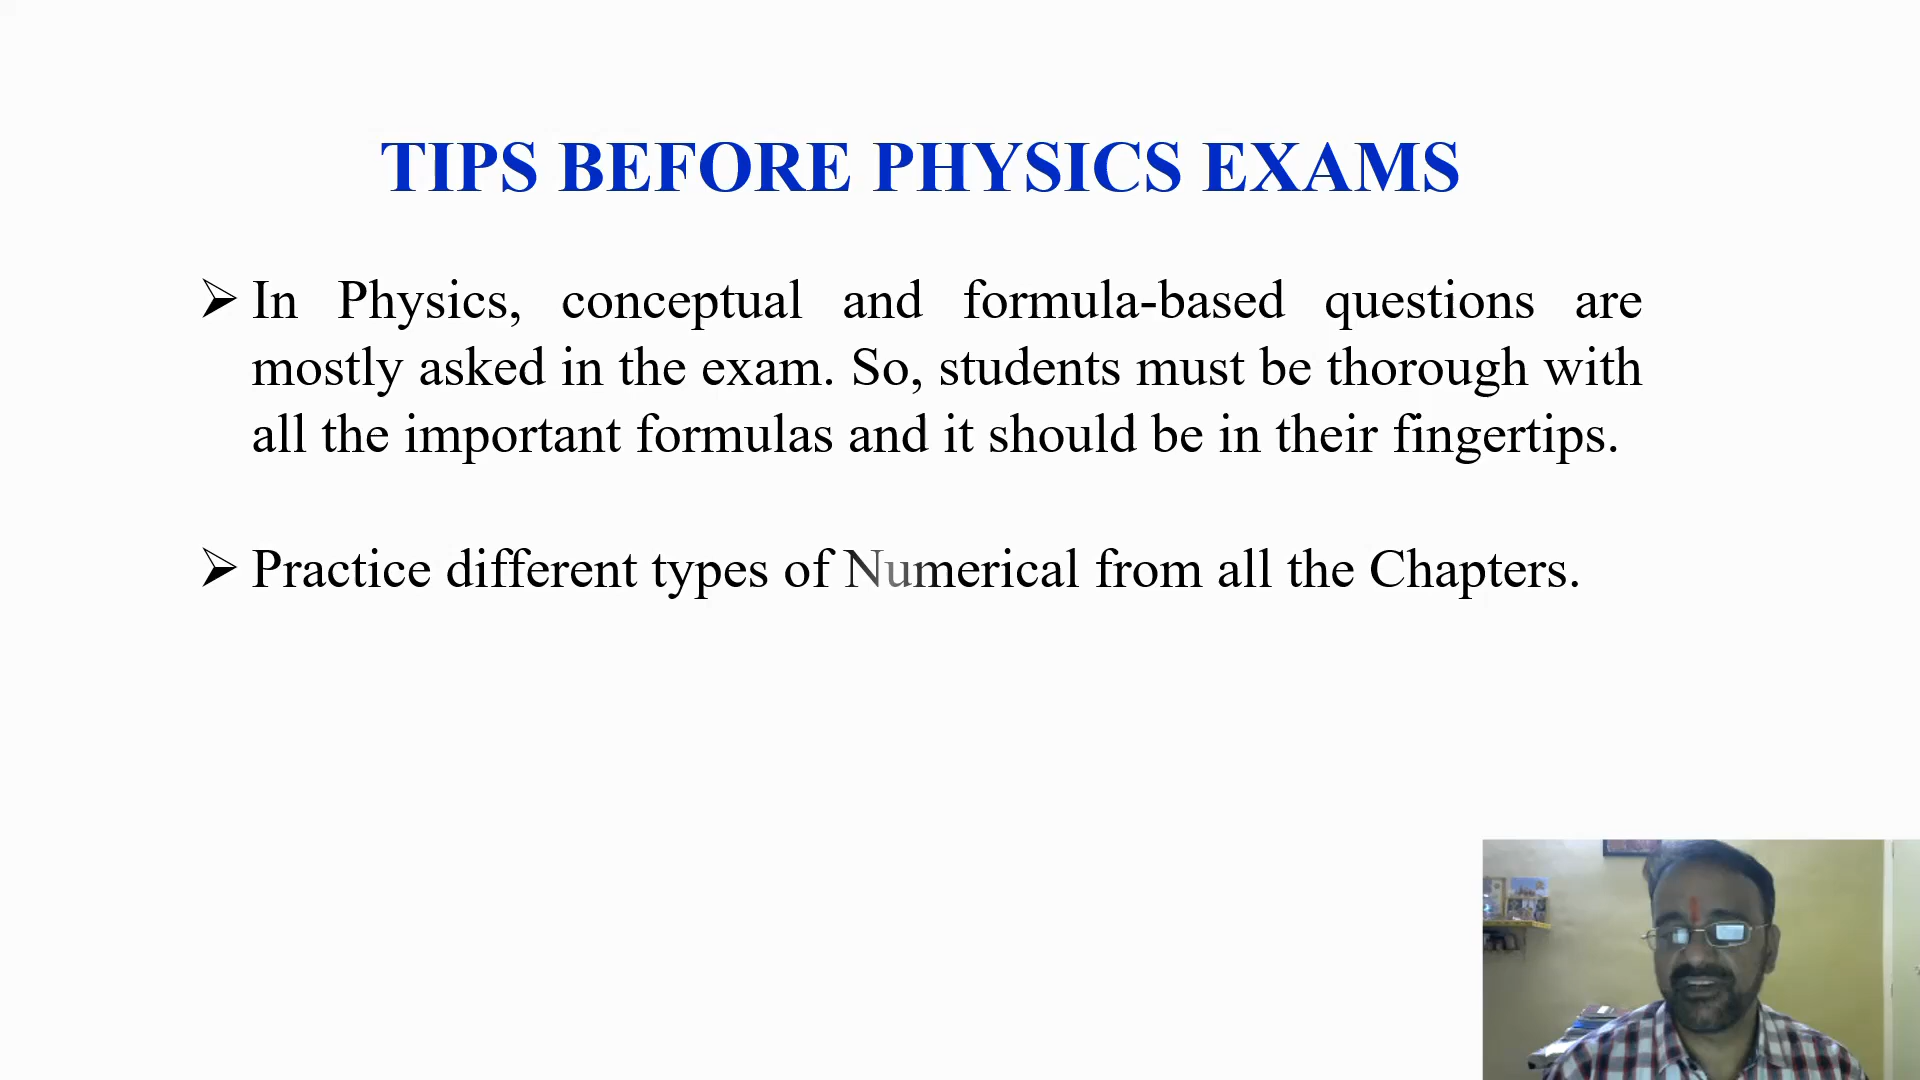 TIPS BEFORE PHYSICS EXAMS
➢ In Physics, conceptual and formula-based questions are
mostly asked in the exam. So, students must be thorough with
all the important formulas and it should be in their fingertips.
➢ Practice different types of Numerical from all the Chapters.